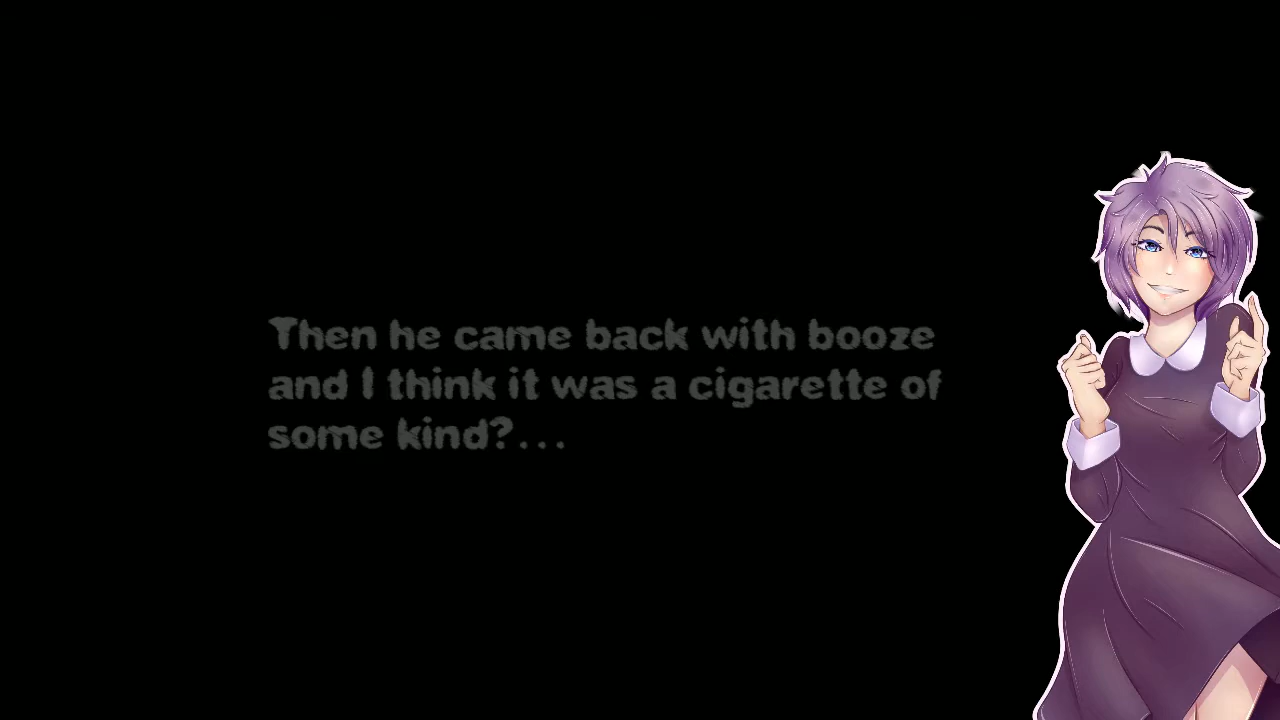 Then he came back with booze
and I think it was a cigarette of
some kind?...